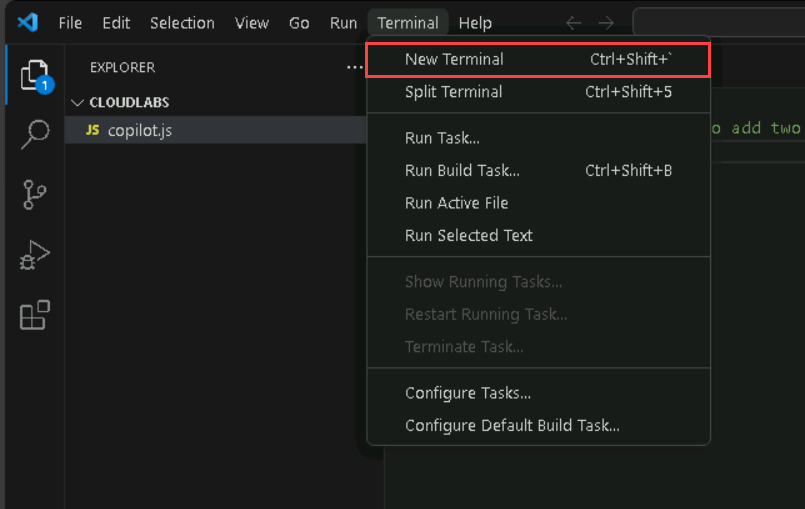 File Edit Selection View Go Run Terminal Help
EXPLORER ...
CLOUDLABS
JS copilot.js
1
New Terminal Ctrl+Shift+`
Split Terminal Ctrl+Shift+5
Run Task...
Run Build Task... Ctrl+Shift+B
Run Active File
Run Selected Text
Show Running Tasks...
Restart Running Task...
Terminate Task...
Configure Tasks...
Configure Default Build Task...
o add two